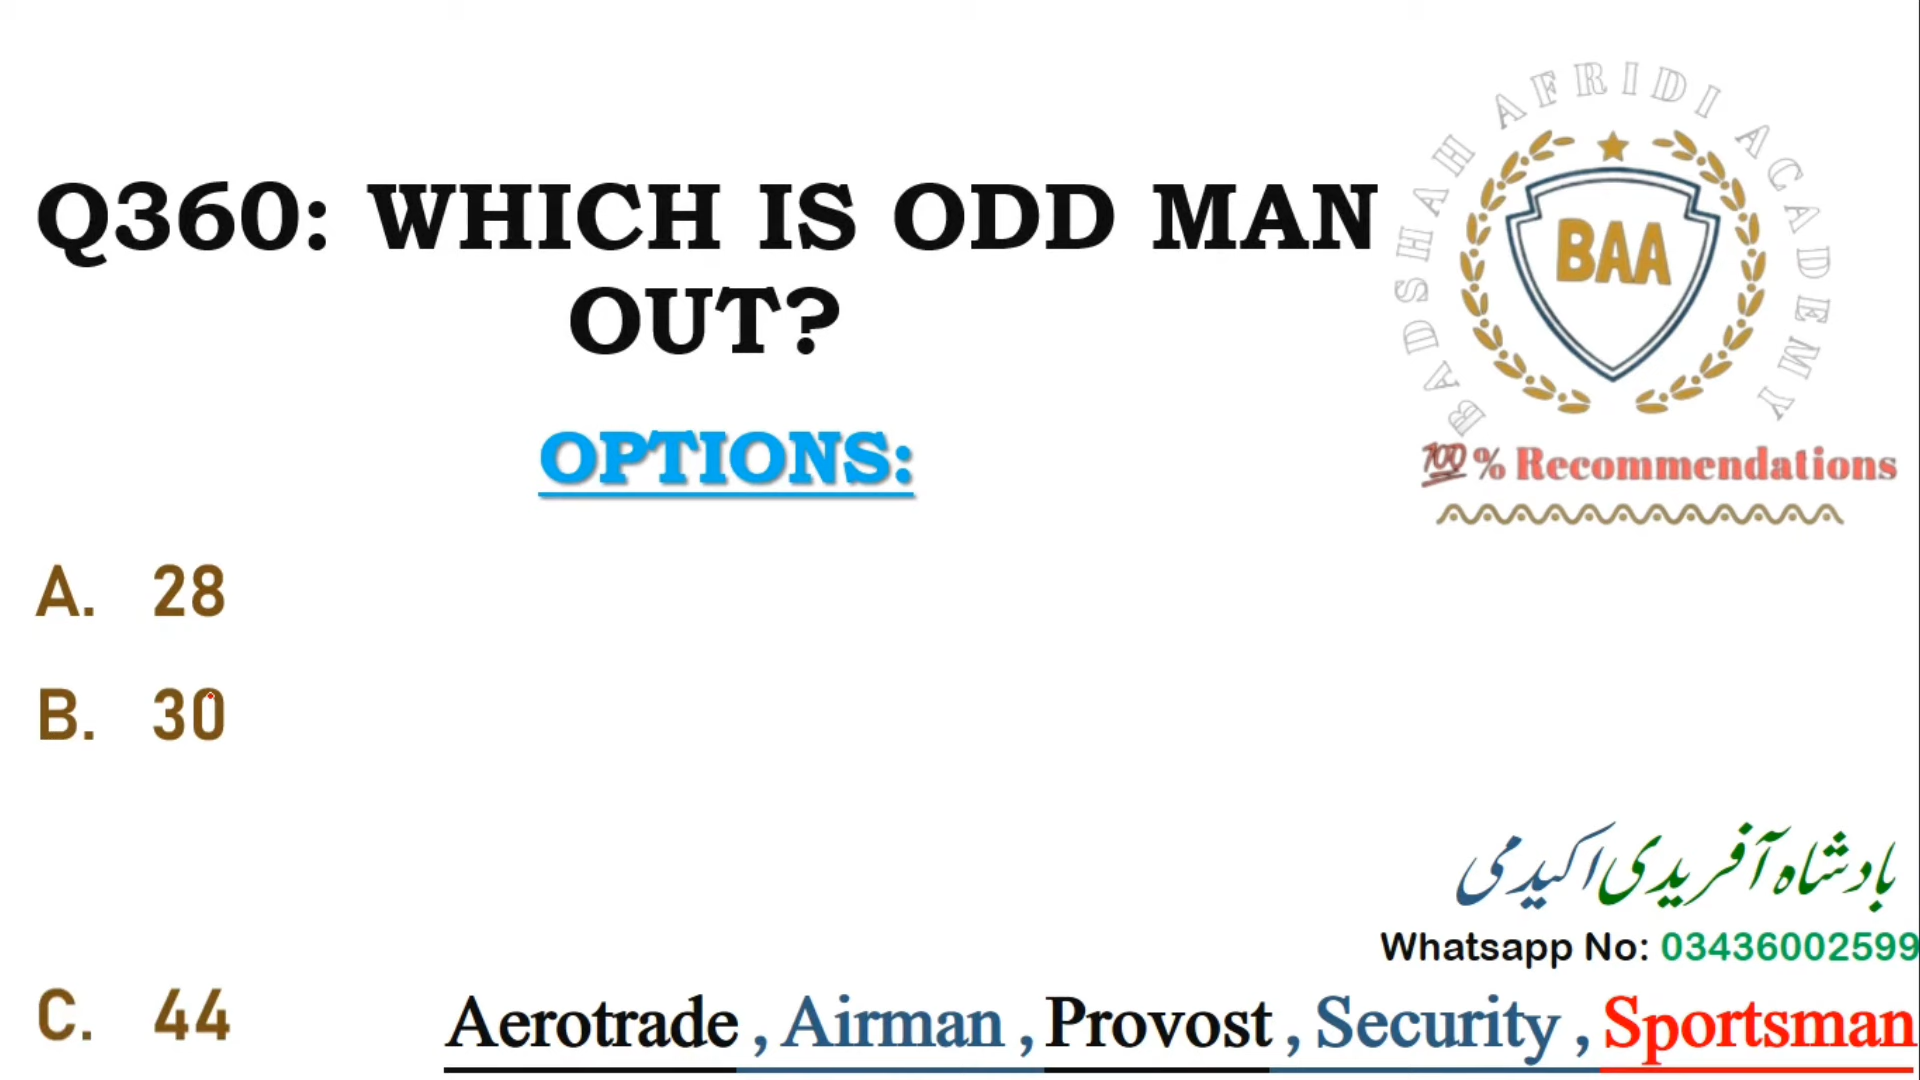 BADSHAH AFRIDI ACADEMY
BAA
Q360: WHICH IS ODD MAN
OUT?
OPTIONS:
💯% Recommendations
A. 28
B. 30
بادشاہ آفریدی اکیڈمی
Whatsapp No: 03436002599
C. 44
Aerotrade , Airman , Provost , Security , Sportsman